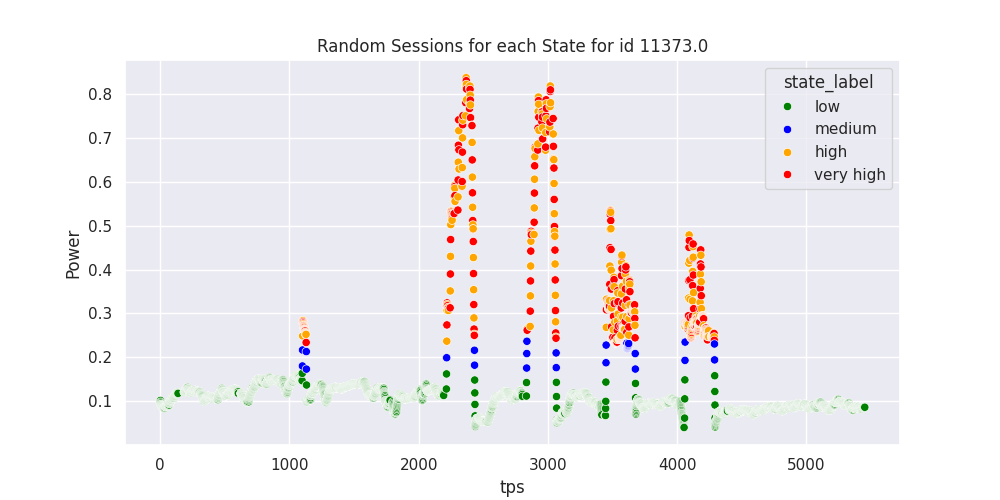 Random Sessions for each State for id 11373.0
Power
0.8
0.7
0.6
0.5
0.4
0.3
0.2
0.1
state_label
low
medium
high
very high
0
1000
2000
3000
4000
5000
tps